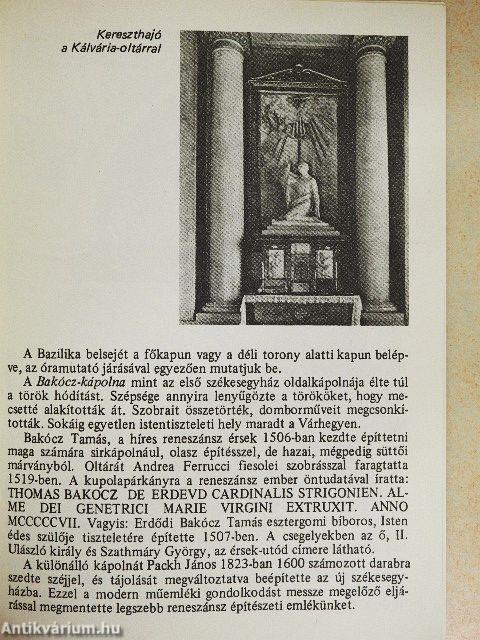 Kereszthajó
a Kálvária-oltárral
A Bazilika belsejét a főkapun vagy a déli torony alatti kapun belép-
ve, az óramutató járásával egyezően mutatjuk be.
A Bakócz-kápolna mint az első székesegyház oldalkápolnája élte túl
a török hódítást. Szépsége annyira lenyűgözte a törököket, hogy me-
csetté alakították át. Szobrait összetörték, domborműveit megcsonkí-
tották. Sokáig egyetlen istentiszteleti hely maradt a Várhegyen.
Bakócz Tamás, a híres reneszánsz érsek 1506-ban kezdte építtetni
maga számára sírkápolnául, olasz építésszel, de hazai, mégpedig süttői
márványból. Oltárát Andrea Ferrucci fiesolei szobrásszal faragtatta
1519-ben. A kupolapárkányra a reneszánsz ember öntudatával íratta:
THOMAS BAKOCZ DE ERDEVD CARDINALIS STRIGONIEN. AL-
ME DEI GENETRICI MARIE VIRGINI EXTRUXIT. ANNO
MCCCCCVII. Vagyis: Erdődi Bakócz Tamás esztergomi bíboros, Isten
édes szülője tiszteletére építette 1507-ben. A csegelyekben az ő, II.
Ulászló király és Szathmáry György, az érsek-utód címere látható.
A különálló kápolnát Packh János 1823-ban 1600 számozott darabra
szedte széjjel, és tájolását megváltoztatva beépítette az új székesegy-
házba. Ezzel a modern műemléki gondolkodást messze megelőző eljá-
rással megmentette legszebb reneszánsz építészeti emlékünket.
Antikvárium.hu